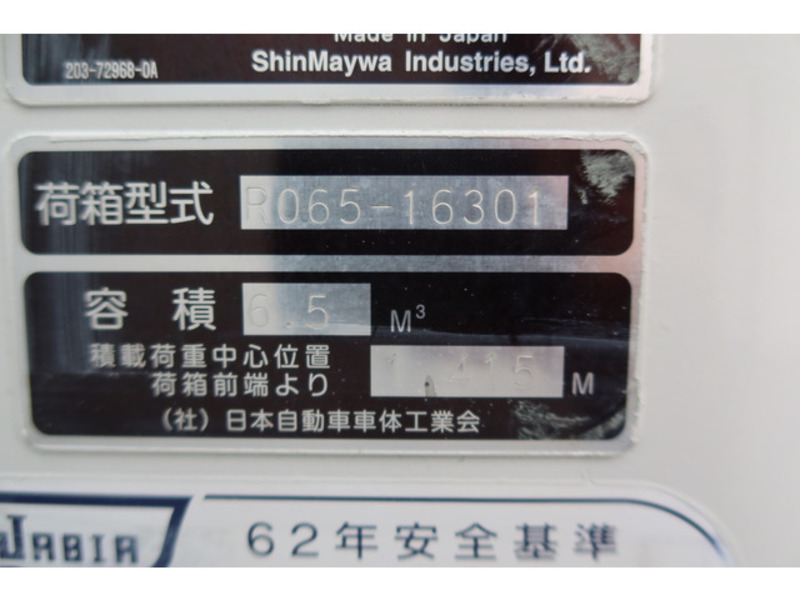 Made in Japan
203-72968-0A ShinMaywa Industries, Ltd.
荷箱型式 R065-16301
容積 6.5 M³
積載荷重中心位置
荷箱前端より 1.415 M
(社)日本自動車車体工業会
JABIA 62年安全基準